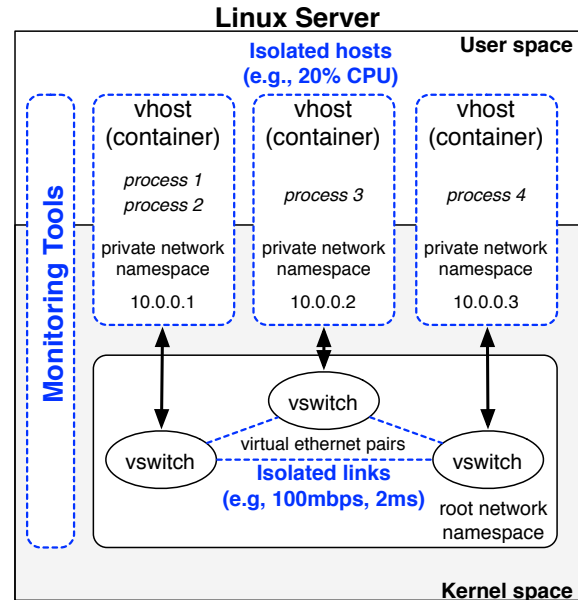 Linux Server
User space
Isolated hosts
(e.g., 20% CPU)
Monitoring Tools
vhost
(container)
process 1
process 2
private network
namespace
10.0.0.1
vhost
(container)
process 3
private network
namespace
10.0.0.2
vhost
(container)
process 4
private network
namespace
10.0.0.3
vswitch
vswitch
vswitch
virtual ethernet pairs
Isolated links
(e.g, 100mbps, 2ms)
root network
namespace
Kernel space